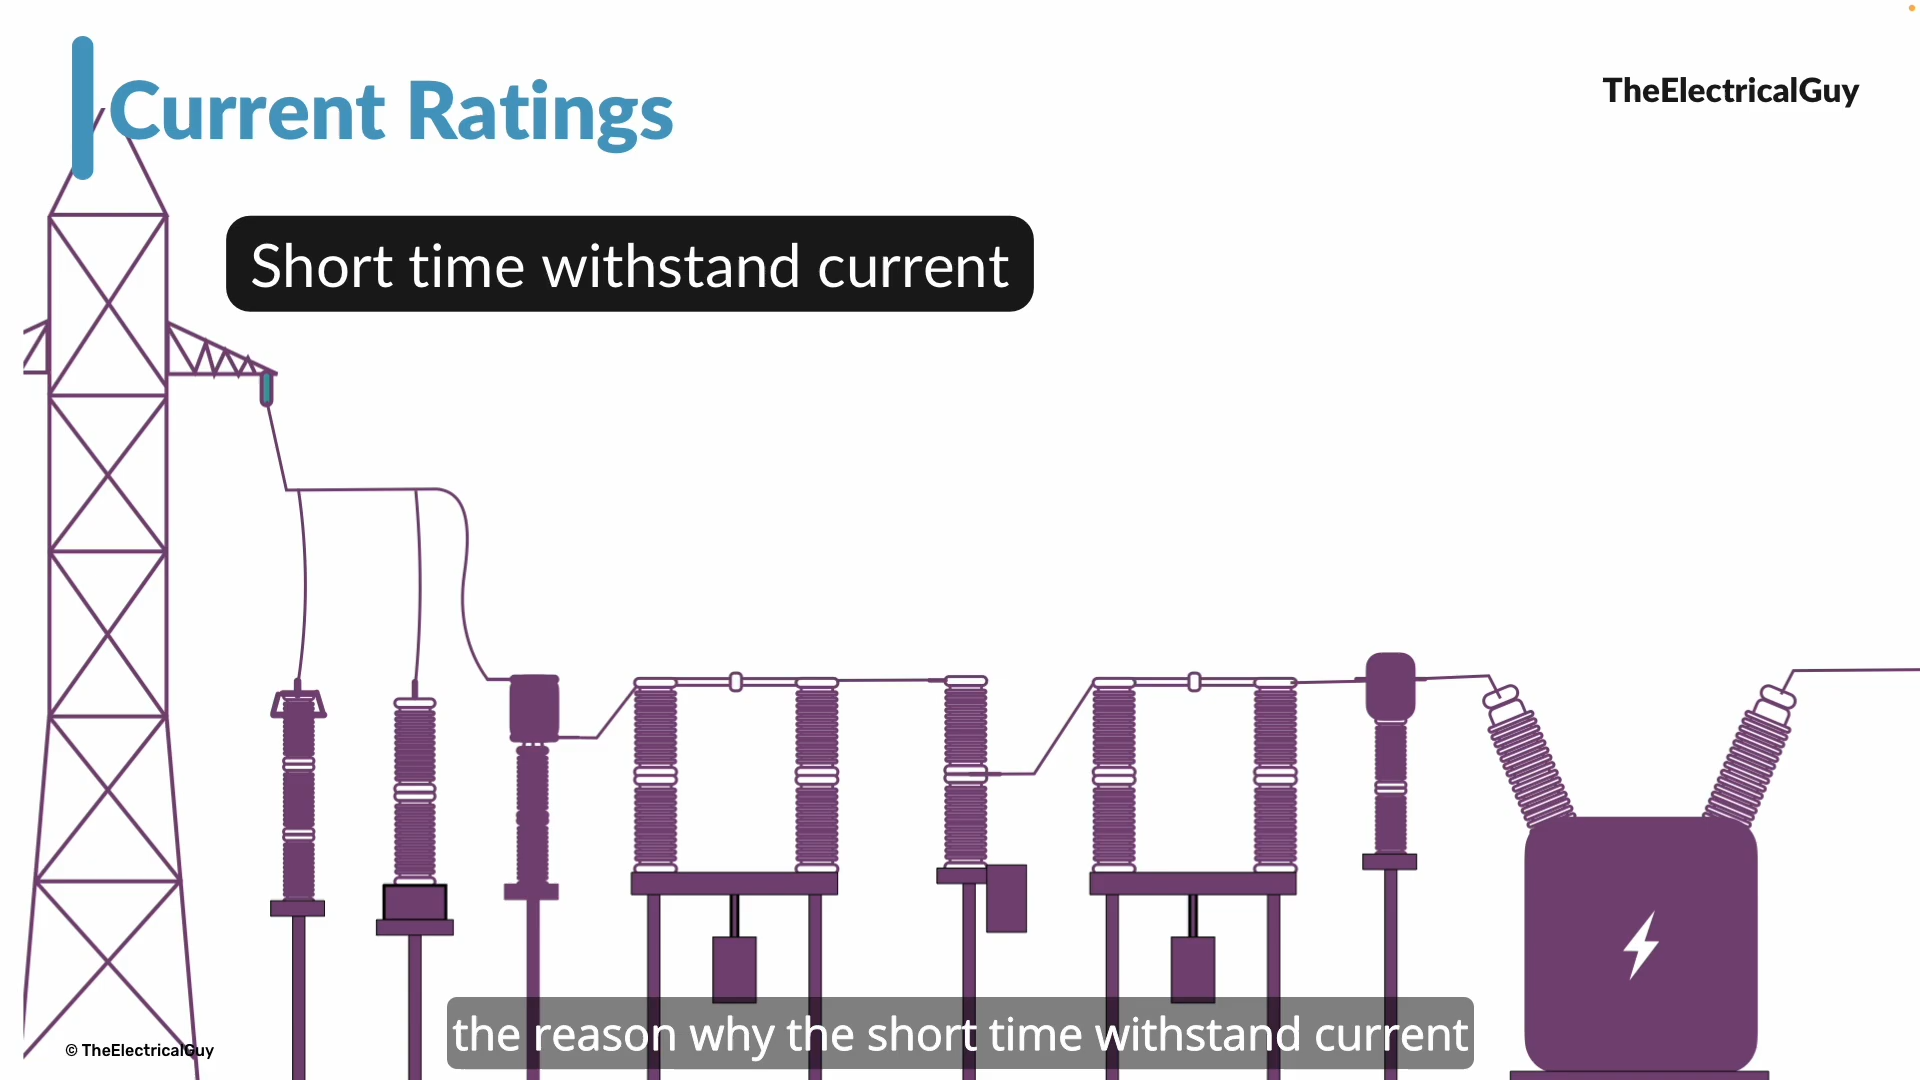 Current Ratings
TheElectricalGuy
Short time withstand current
the reason why the short time withstand current
© TheElectricalGuy